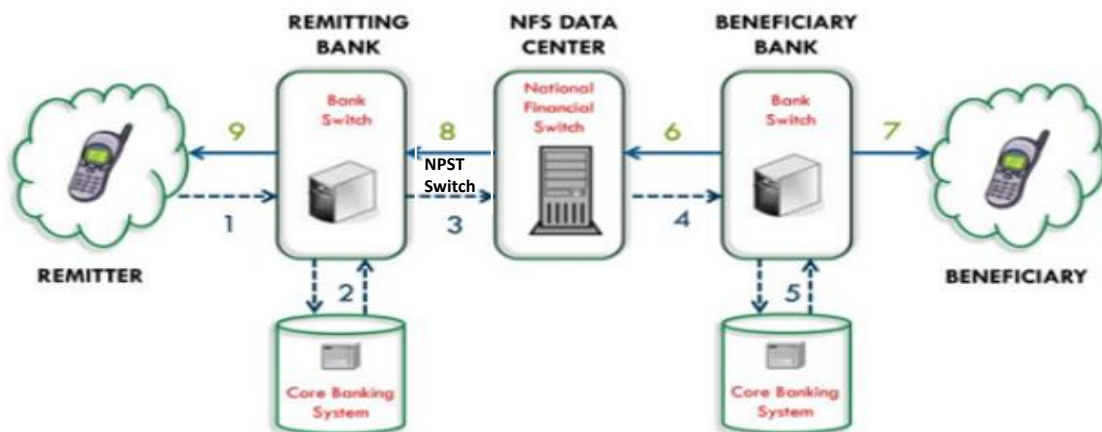 REMITTING
BANK
NFS DATA
CENTER
BENEFICIARY
BANK
Bank
Switch
National
Financial
Switch
Bank
Switch
9
8
6
7
NPST
Switch
1
3
4
REMITTER
BENEFICIARY
2
5
Core Banking
System
Core Banking
System